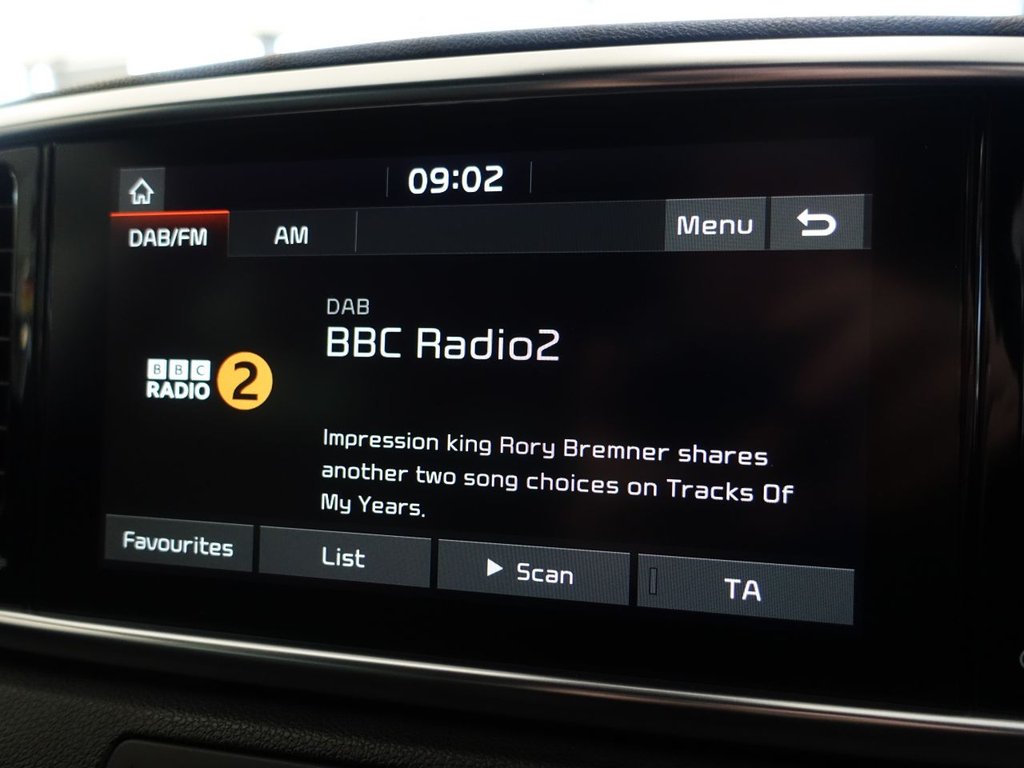 09:02
DAB/FM
AM
Menu
DAB
BBC Radio2
BBC
RADIO
2
Impression king Rory Bremner shares
another two song choices on Tracks Of
My Years.
Favourites
List
Scan
TA